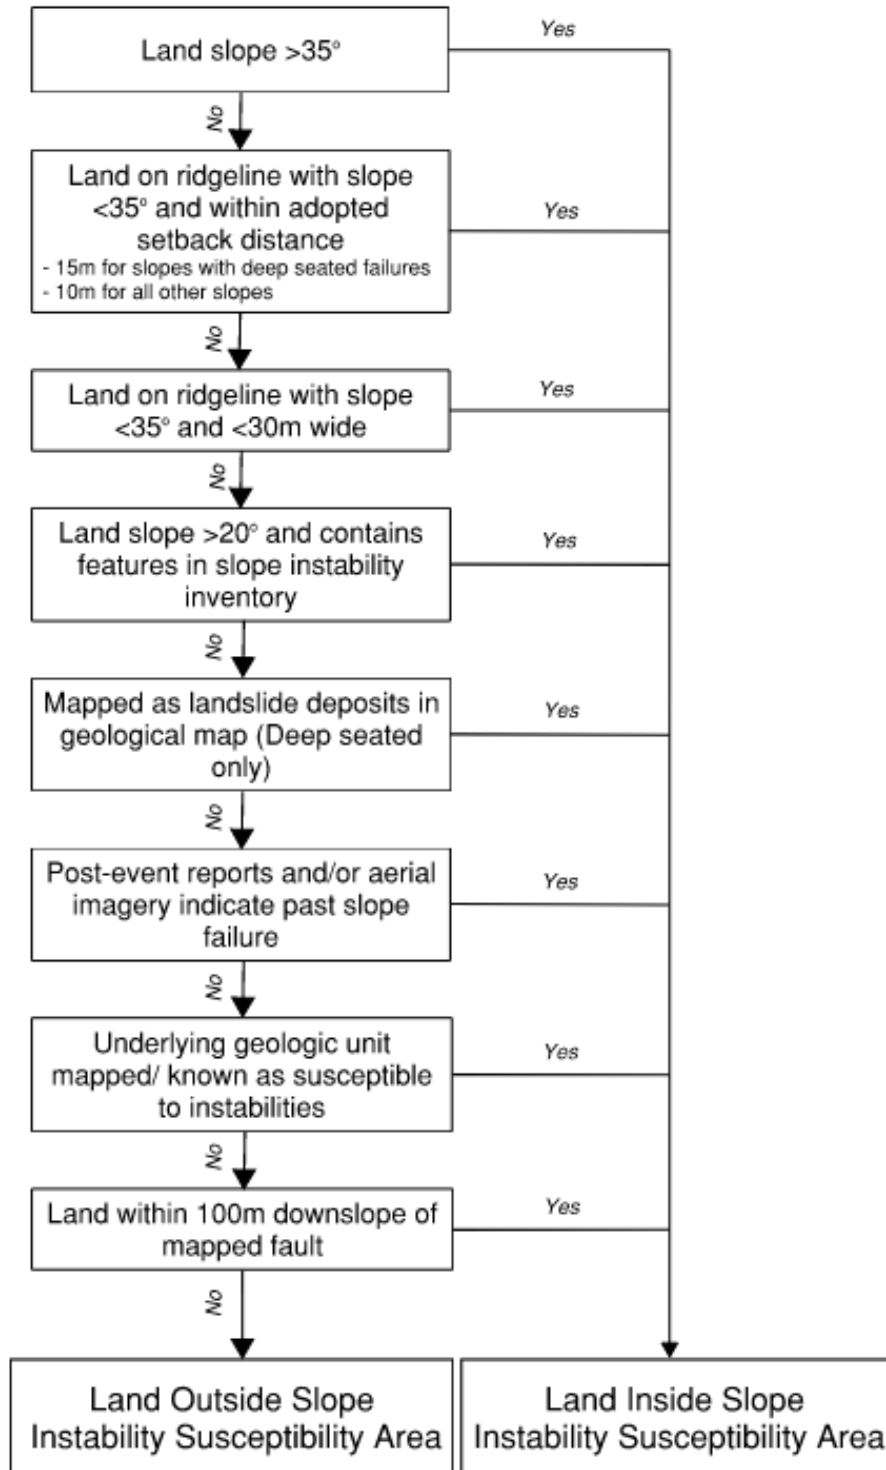 Land slope >35°
Yes
No
Land on ridgeline with slope
<35° and within adopted
setback distance
- 15m for slopes with deep seated failures
- 10m for all other slopes
Yes
No
Land on ridgeline with slope
<35° and <30m wide
Yes
No
Land slope >20° and contains
features in slope instability
inventory
Yes
No
Mapped as landslide deposits in
geological map (Deep seated
only)
Yes
No
Post-event reports and/or aerial
imagery indicate past slope
failure
Yes
No
Underlying geologic unit
mapped/ known as susceptible
to instabilities
Yes
No
Land within 100m downslope of
mapped fault
Yes
No
Land Outside Slope
Instability Susceptibility Area
Land Inside Slope
Instability Susceptibility Area